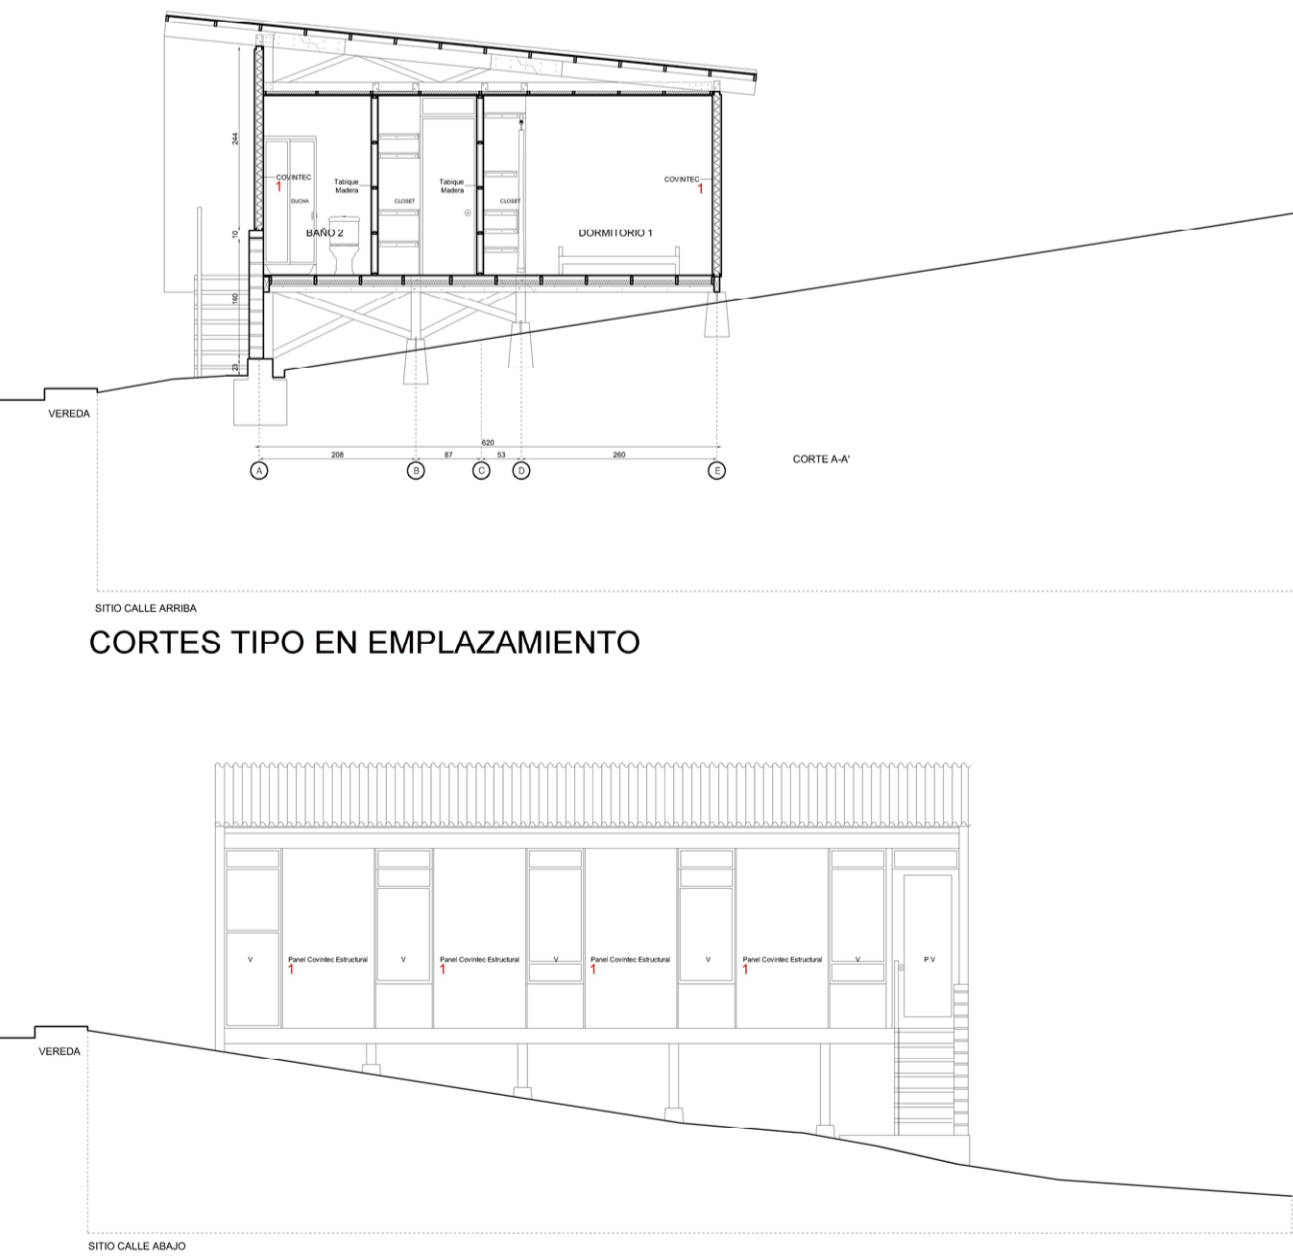 244
COVINTEC
1
DUCHA
BAÑO 2
Tabique
Madera
CLOSET
Tabique
Madera
CLOSET
COVINTEC
1
DORMITORIO 1
10
160
23
VEREDA
620
208
87
53
260
A
B
C
D
E
CORTE A-A'
SITIO CALLE ARRIBA
CORTES TIPO EN EMPLAZAMIENTO
V
Panel Covintec Estructural
1
V
Panel Covintec Estructural
1
V
Panel Covintec Estructural
1
V
Panel Covintec Estructural
1
V
P.V
VEREDA
SITIO CALLE ABAJO